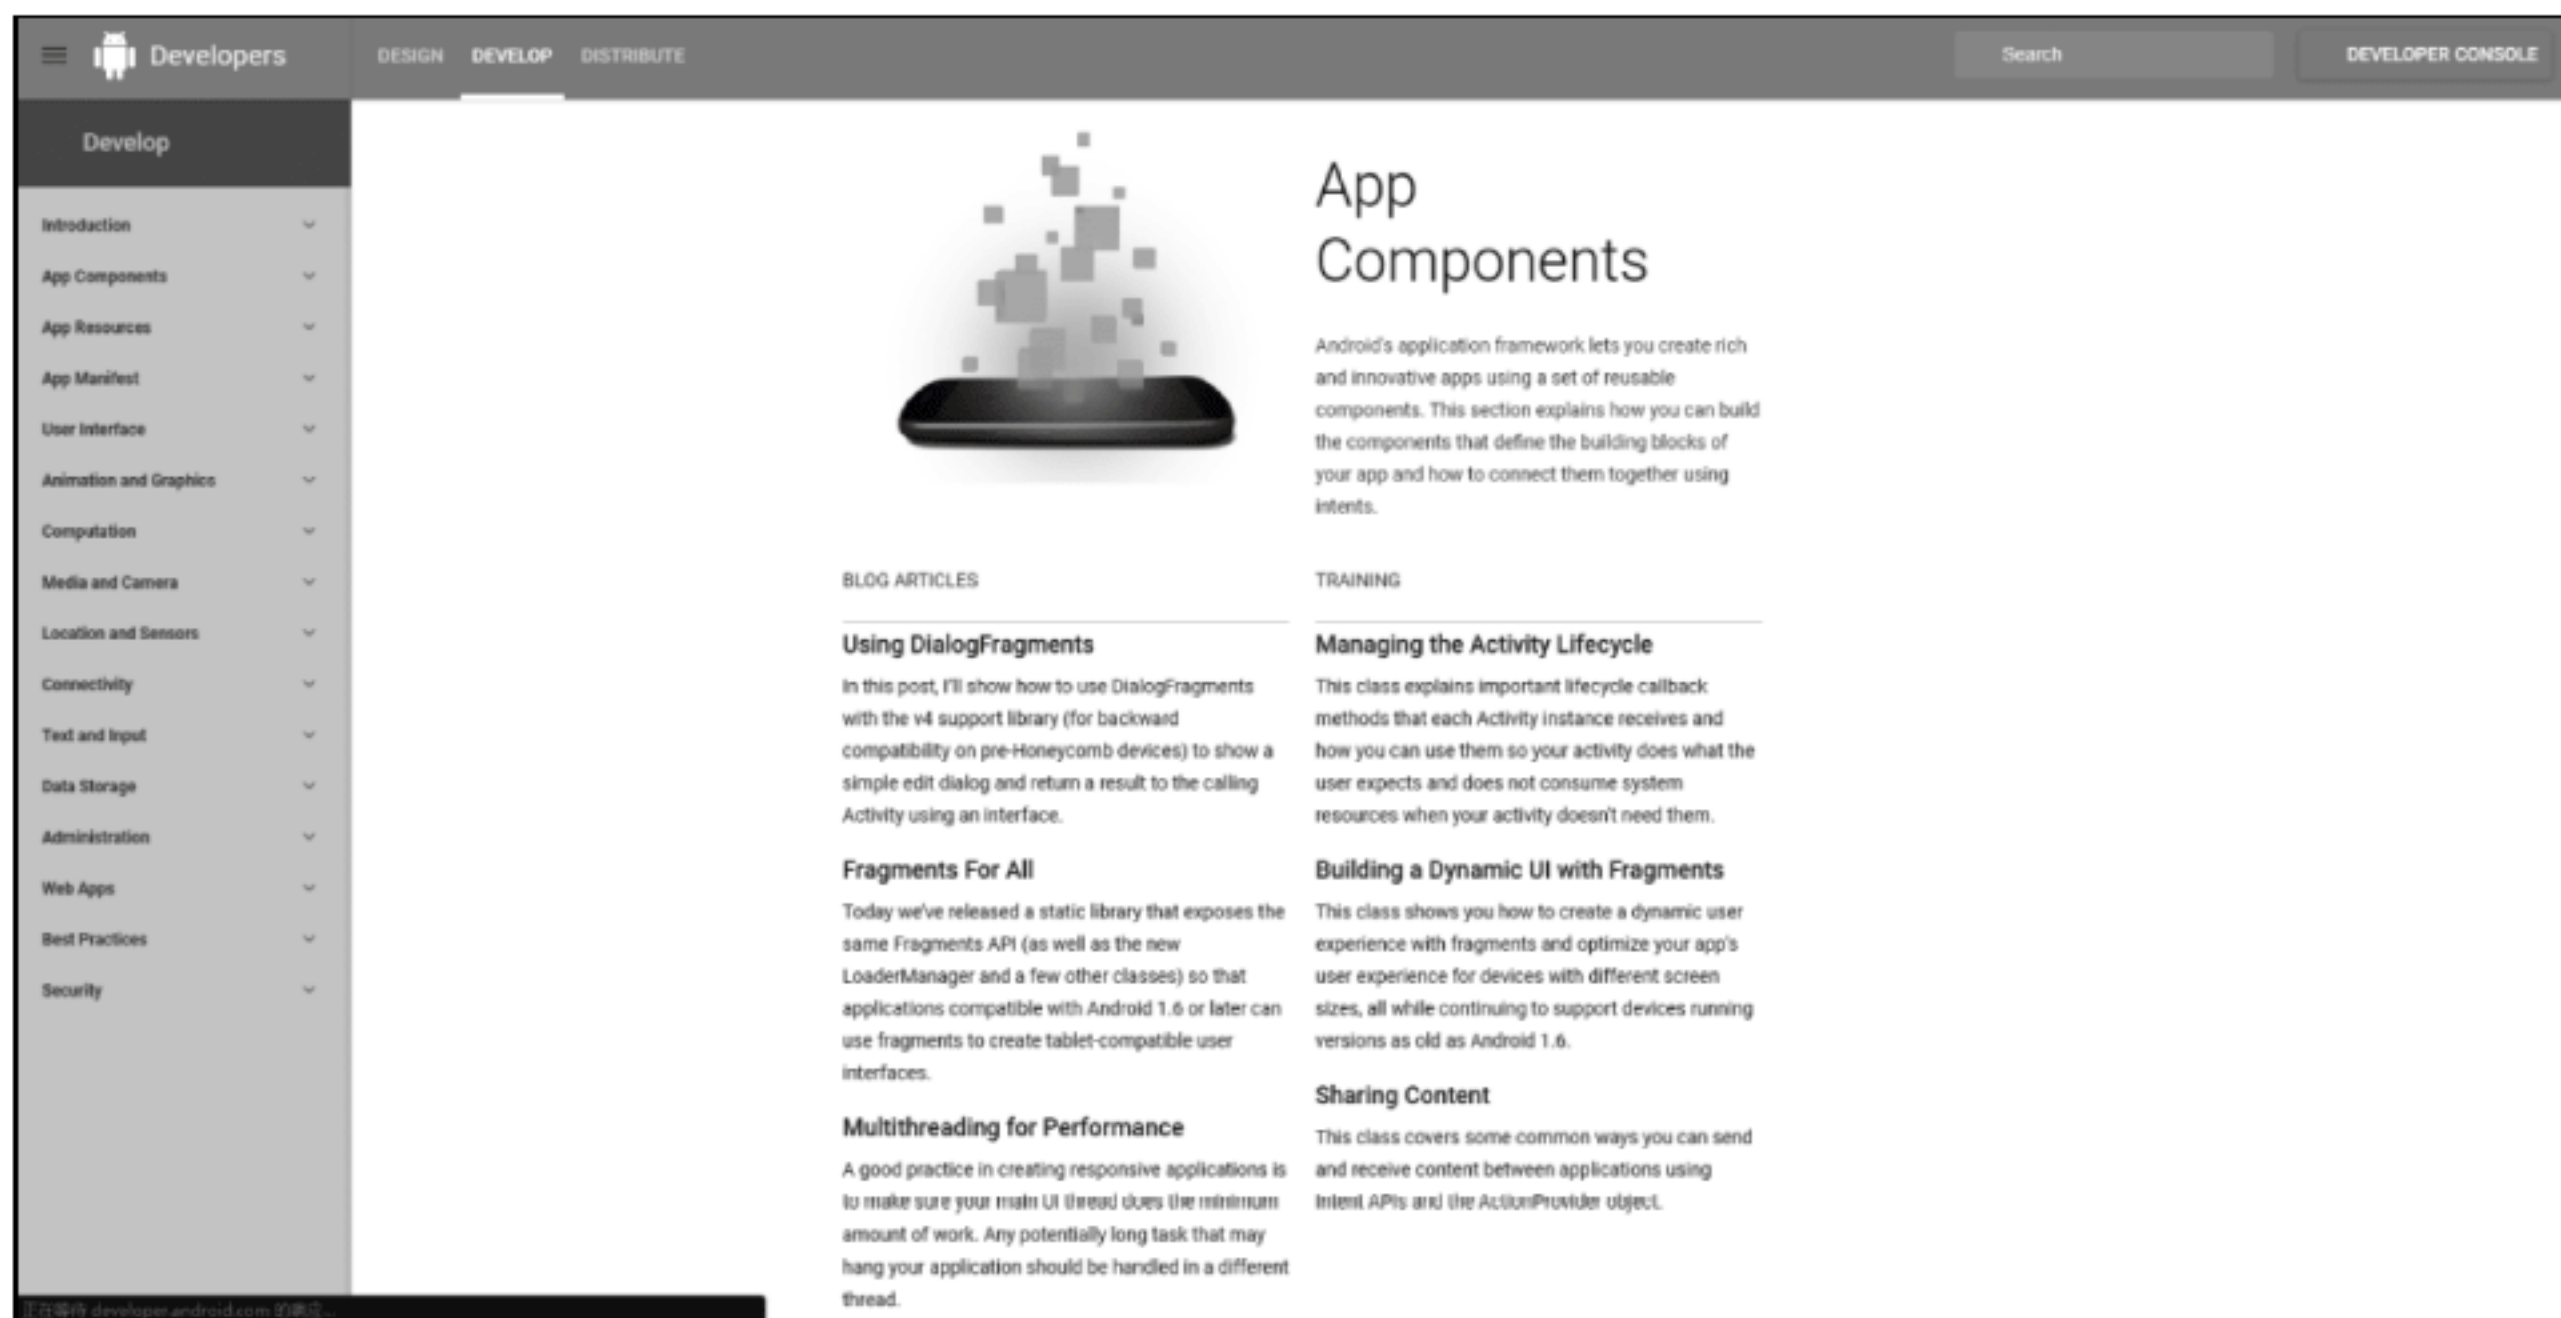 Developers
DESIGN
DEVELOP
DISTRIBUTE
Search
DEVELOPER CONSOLE
Develop
Introduction
App Components
App Resources
App Manifest
User Interface
Animation and Graphics
Computation
Media and Camera
Location and Sensors
Connectivity
Text and Input
Data Storage
Administration
Web Apps
Best Practices
Security
App
Components
Android's application framework lets you create rich
and innovative apps using a set of reusable
components. This section explains how you can build
the components that define the building blocks of
your app and how to connect them together using
intents.
BLOG ARTICLES
Using DialogFragments
In this post, I'll show how to use DialogFragments
with the v4 support library (for backward
compatibility on pre-Honeycomb devices) to show a
simple edit dialog and return a result to the calling
Activity using an interface.
Fragments For All
Today we've released a static library that exposes the
same Fragments API (as well as the new
LoaderManager and a few other classes) so that
applications compatible with Android 1.6 or later can
use fragments to create tablet-compatible user
interfaces.
Multithreading for Performance
A good practice in creating responsive applications is
to make sure your main UI thread does the minimum
amount of work. Any potentially long task that may
hang your application should be handled in a different
thread.
TRAINING
Managing the Activity Lifecycle
This class explains important lifecycle callback
methods that each Activity instance receives and
how you can use them so your activity does what the
user expects and does not consume system
resources when your activity doesn't need them.
Building a Dynamic UI with Fragments
This class shows you how to create a dynamic user
experience with fragments and optimize your app's
user experience for devices with different screen
sizes, all while continuing to support devices running
versions as old as Android 1.6.
Sharing Content
This class covers some common ways you can send
and receive content between applications using
Intent APIs and the ActionProvider object.
正在等待 developer.android.com 的响应...